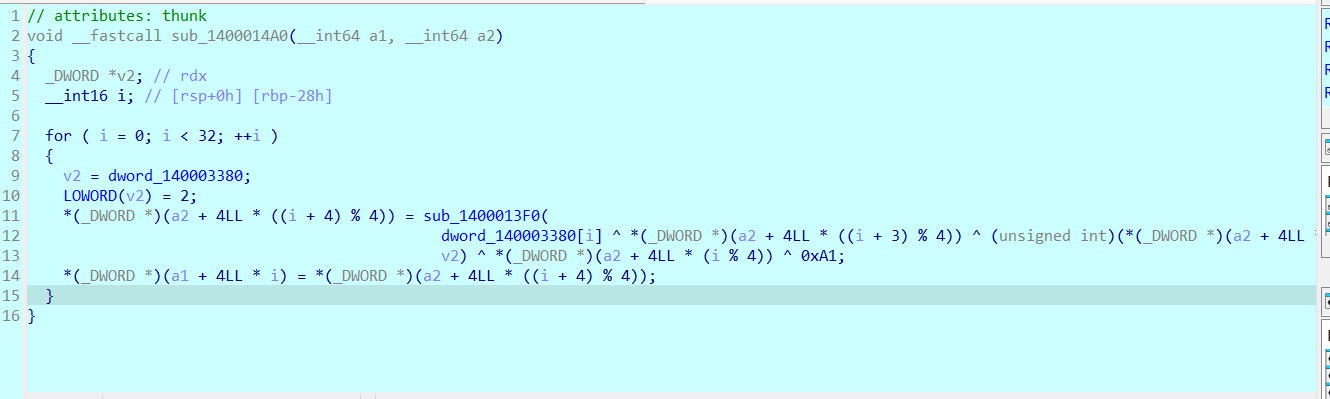 1 // attributes: thunk
2 void __fastcall sub_1400014A0(__int64 a1, __int64 a2)
3 {
4 _DWORD *v2; // rdx
5 __int16 i; // [rsp+0h] [rbp-28h]
6
7 for ( i = 0; i < 32; ++i )
8 {
9 v2 = dword_140003380;
10 LOWORD(v2) = 2;
11 *(_DWORD *)(a2 + 4LL * ((i + 4) % 4)) = sub_1400013F0(
12 dword_140003380[i] ^ *(_DWORD *)(a2 + 4LL * ((i + 3) % 4)) ^ (unsigned int)(*(_DWORD *)(a2 + 4LL
13 v2) ^ *(_DWORD *)(a2 + 4LL * (i % 4)) ^ 0xA1;
14 *(_DWORD *)(a1 + 4LL * i) = *(_DWORD *)(a2 + 4LL * ((i + 4) % 4));
15 }
16 }